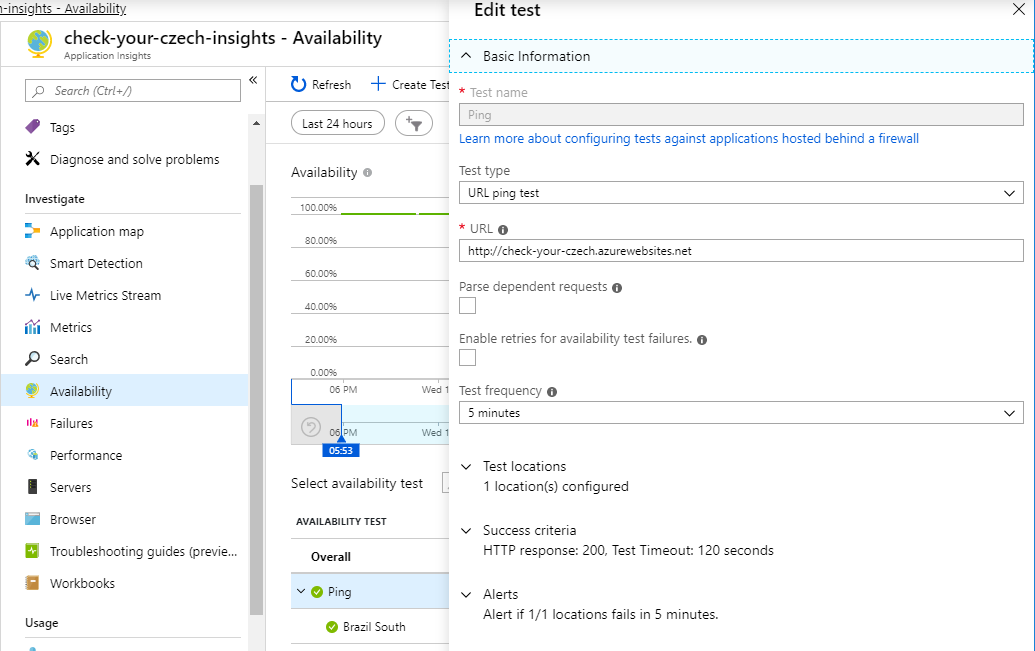 -insights - Availability
check-your-czech-insights - Availability
Application Insights
Search (Ctrl+/)
«
Tags
Diagnose and solve problems
Investigate
Application map
Smart Detection
Live Metrics Stream
Metrics
Search
Availability
Failures
Performance
Servers
Browser
Troubleshooting guides (previe...
Workbooks
Usage
Refresh
Create Test
Last 24 hours
Availability
100.00%
80.00%
60.00%
40.00%
20.00%
0.00%
06 PM Wed 1
06 PM Wed 1
05:53
Select availability test
AVAILABILITY TEST
Overall
Ping
Brazil South
Edit test
Basic Information
* Test name
Ping
Learn more about configuring tests against applications hosted behind a firewall
Test type
URL ping test
* URL
http://check-your-czech.azurewebsites.net
Parse dependent requests
Enable retries for availability test failures.
Test frequency
5 minutes
Test locations
1 location(s) configured
Success criteria
HTTP response: 200, Test Timeout: 120 seconds
Alerts
Alert if 1/1 locations fails in 5 minutes.